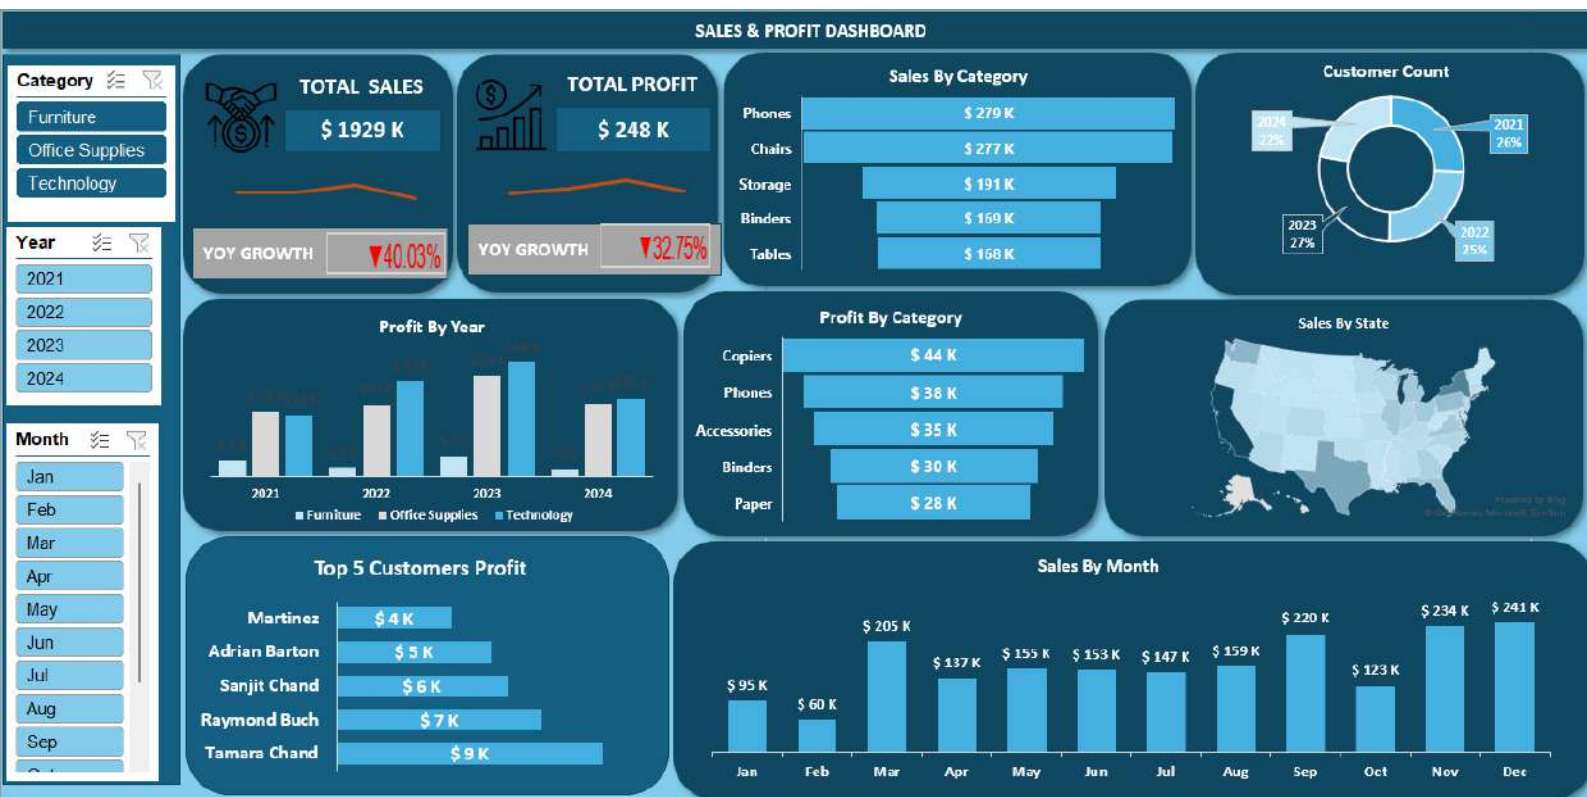 SALES & PROFIT DASHBOARD
Category
Furniture
Office Supplies
Technology
Year
2021
2022
2023
2024
Month
Jan
Feb
Mar
Apr
May
Jun
Jul
Aug
Sep
TOTAL SALES
$ 1929 K
YOY GROWTH
▼40.03%
TOTAL PROFIT
$ 248 K
YOY GROWTH
▼32.75%
Sales By Category
Phones $ 279 K
Chairs $ 277 K
Storage $ 191 K
Binders $ 169 K
Tables $ 168 K
Customer Count
2024
22%
2021
26%
2023
27%
2022
25%
Profit By Year
2021 2022 2023 2024
Furniture Office Supplies Technology
Profit By Category
Copiers $ 44 K
Phones $ 38 K
Accessories $ 35 K
Binders $ 30 K
Paper $ 28 K
Sales By State
Powered by Bing
Top 5 Customers Profit
Martinez $ 4 K
Adrian Barton $ 5 K
Sanjit Chand $ 6 K
Raymond Buch $ 7 K
Tamara Chand $ 9 K
Sales By Month
$ 95 K $ 60 K $ 205 K $ 137 K $ 155 K $ 153 K $ 147 K $ 159 K $ 220 K $ 123 K $ 234 K $ 241 K
Jan Feb Mar Apr May Jun Jul Aug Sep Oct Nov Dec